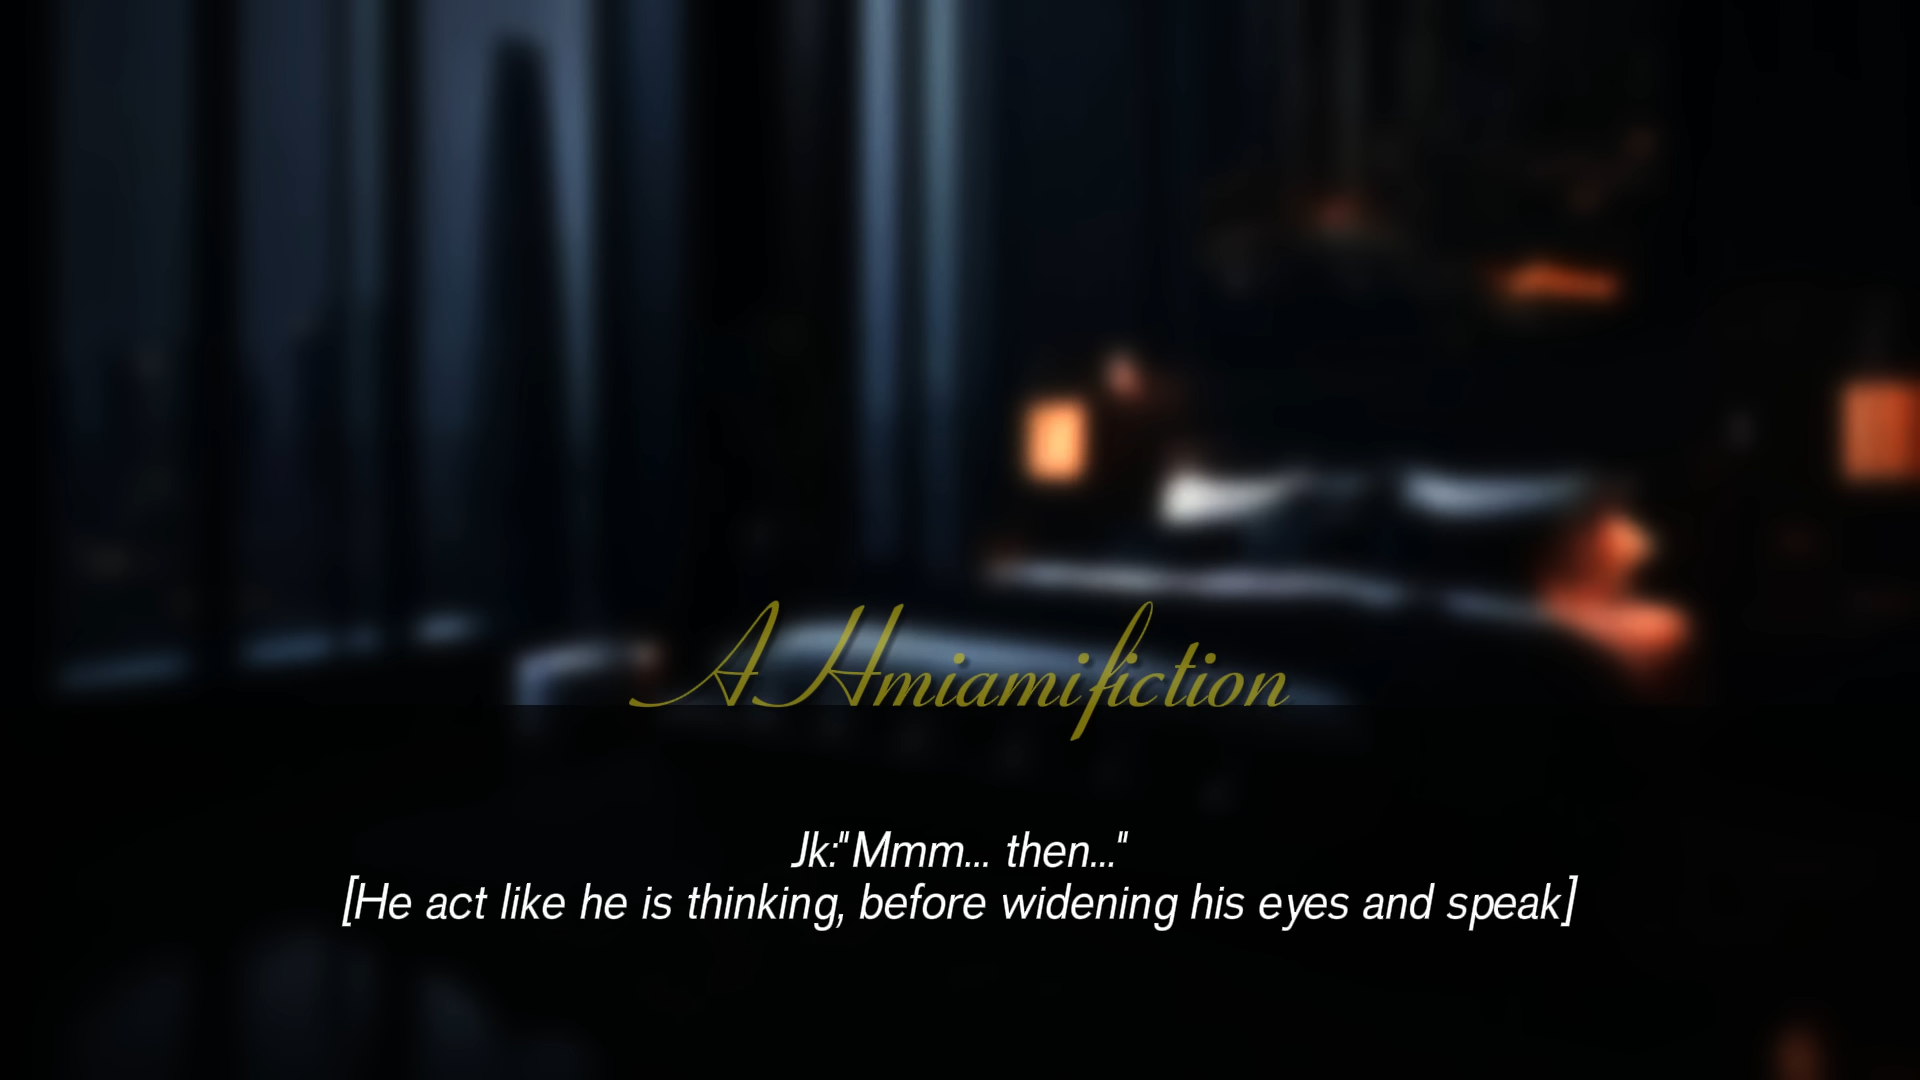 AHmiamifiction
Jk:"Mmm... then..."
[He act like he is thinking, before widening his eyes and speak]